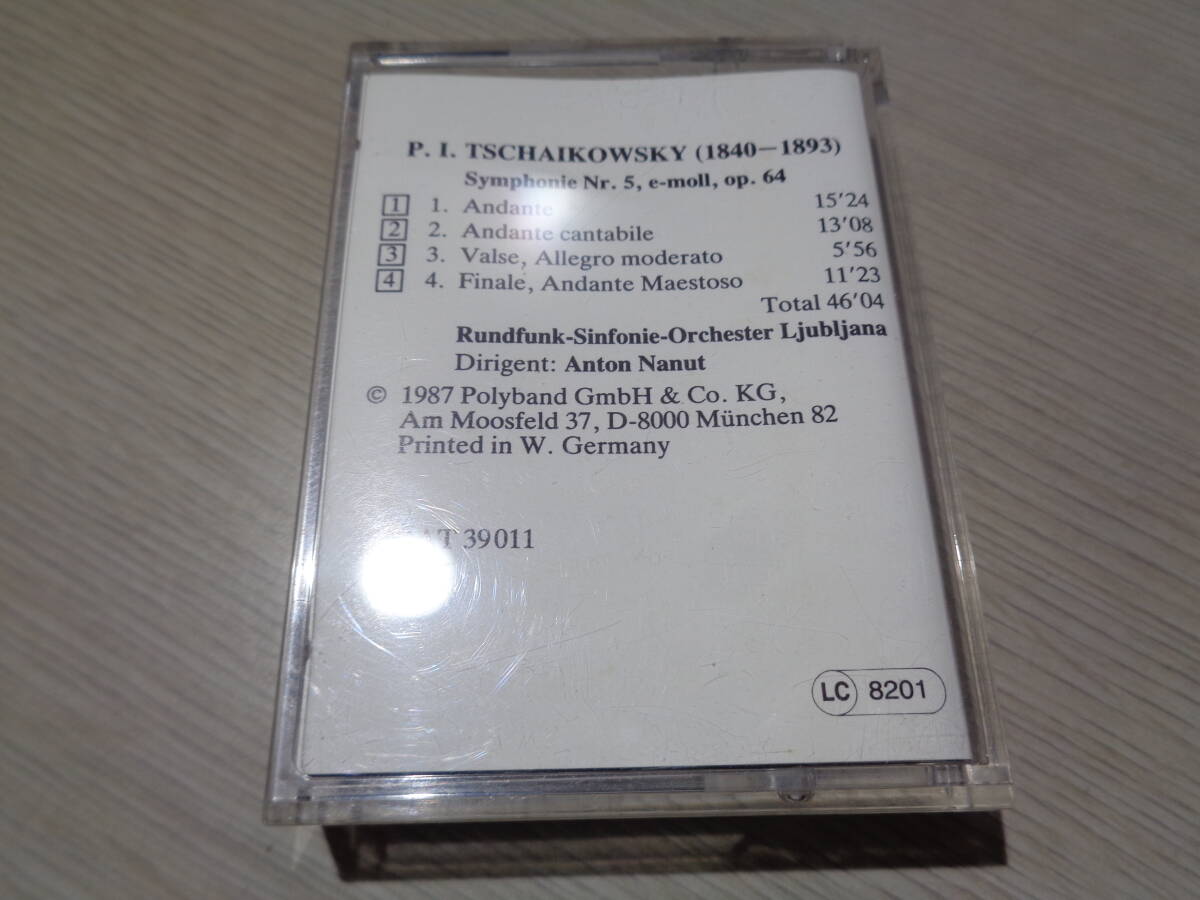 P. I. TSCHAIKOWSKY (1840—1893)
Symphonie Nr. 5, e-moll, op. 64
1 1. Andante 15'24
2 2. Andante cantabile 13'08
3 3. Valse, Allegro moderato 5'56
4 4. Finale, Andante Maestoso 11'23
Total 46'04
Rundfunk-Sinfonie-Orchester Ljubljana
Dirigent: Anton Nanut
© 1987 Polyband GmbH & Co. KG,
Am Moosfeld 37, D-8000 München 82
Printed in W. Germany
39011
LC 8201